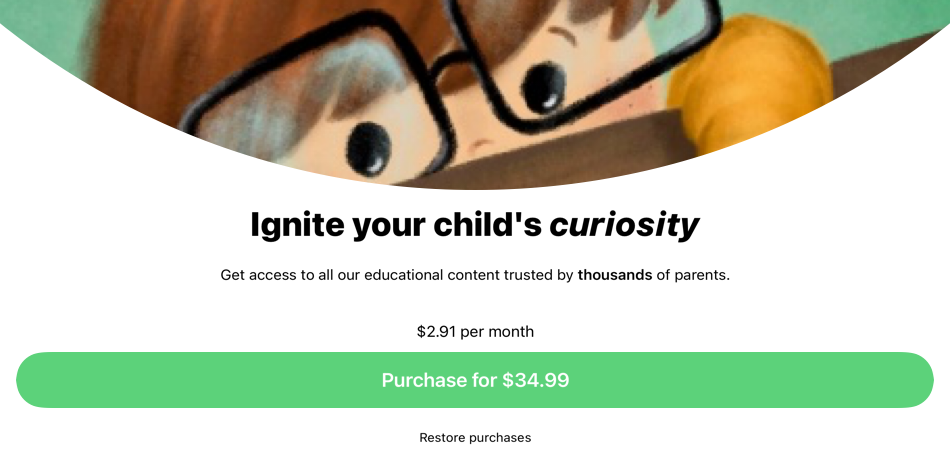 Ignite your child's curiosity
Get access to all our educational content trusted by thousands of parents.
$2.91 per month
Purchase for $34.99
Restore purchases